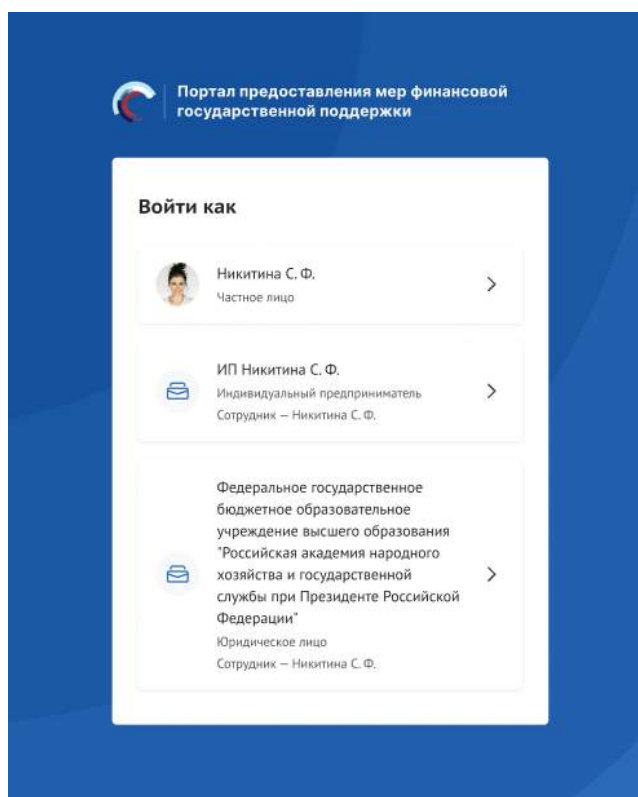 Портал предоставления мер финансовой
государственной поддержки
Войти как
Никитина С. Ф.
Частное лицо
ИП Никитина С. Ф.
Индивидуальный предприниматель
Сотрудник — Никитина С. Ф.
Федеральное государственное
бюджетное образовательное
учреждение высшего образования
"Российская академия народного
хозяйства и государственной
службы при Президенте Российской
Федерации"
Юридическое лицо
Сотрудник — Никитина С. Ф.